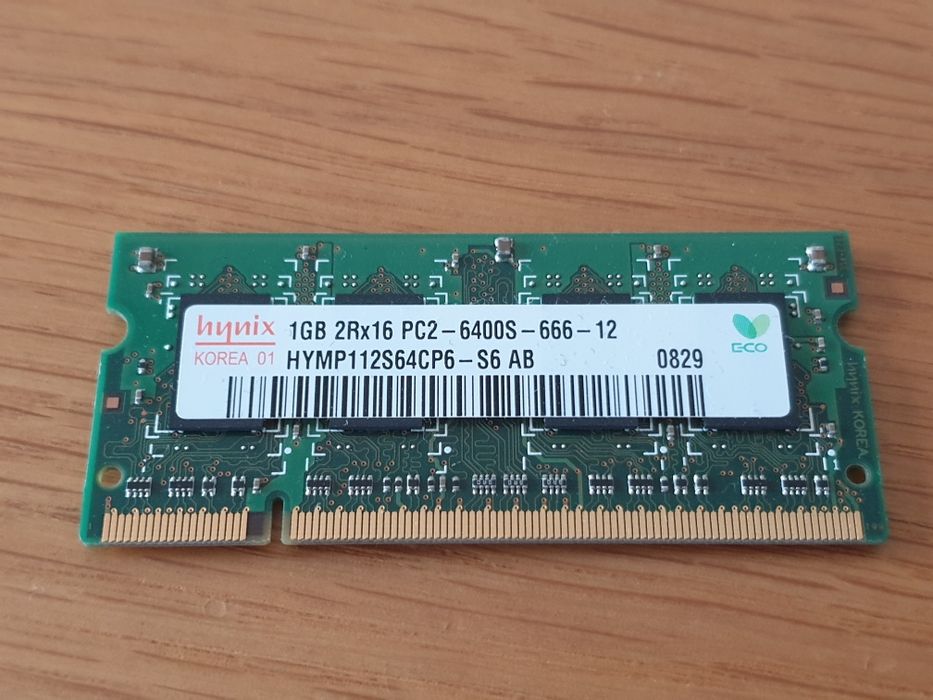 hynix
KOREA 01
1GB 2Rx16 PC2-6400S-666-12
HYMP112S64CP6-S6 AB
0829
ECO
hynix KOREA